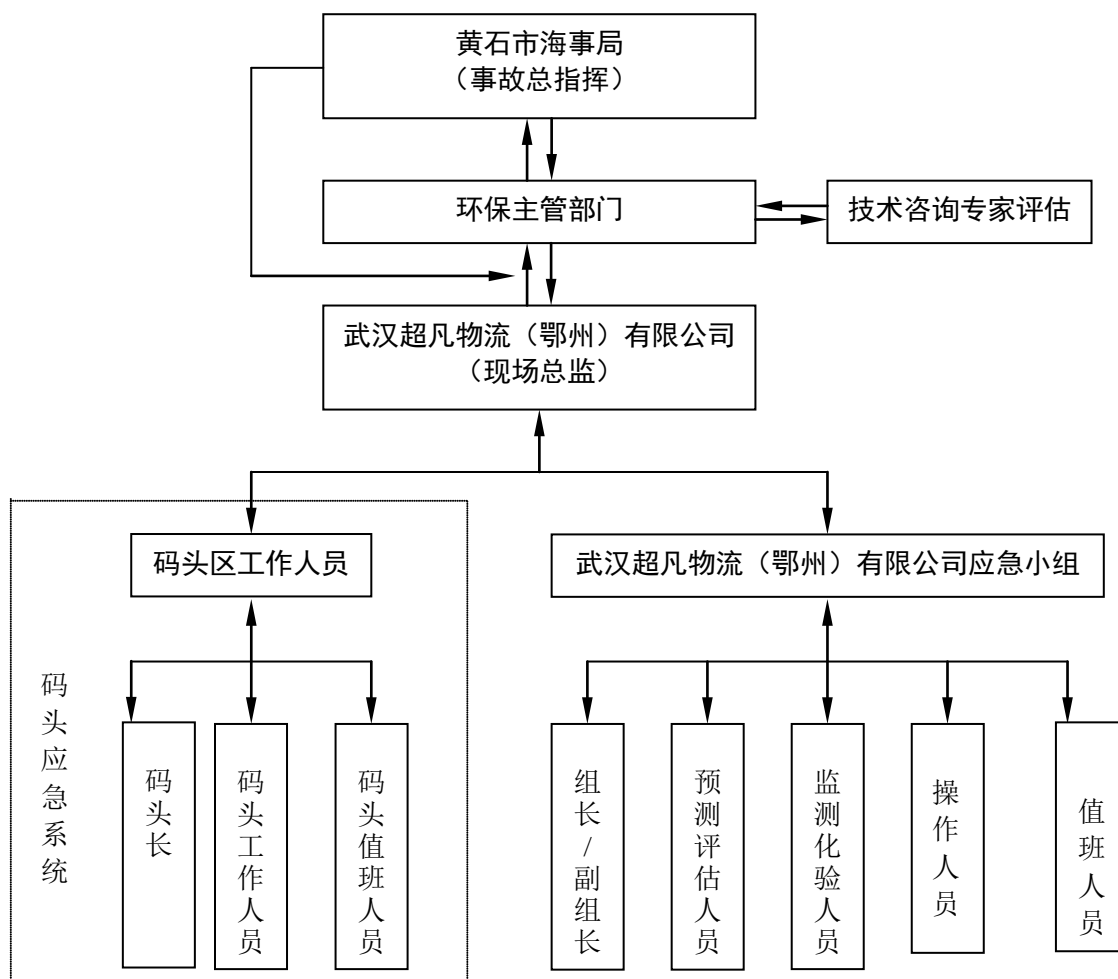 黄石市海事局
（事故总指挥）
环保主管部门
技术咨询专家评估
武汉超凡物流（鄂州）有限公司
（现场总监）
码头区工作人员
武汉超凡物流（鄂州）有限公司应急小组
码头应急系统
码头长
码头工作人员
码头值班人员
组长/副组长
预测评估人员
监测化验人员
操作人员
值班人员